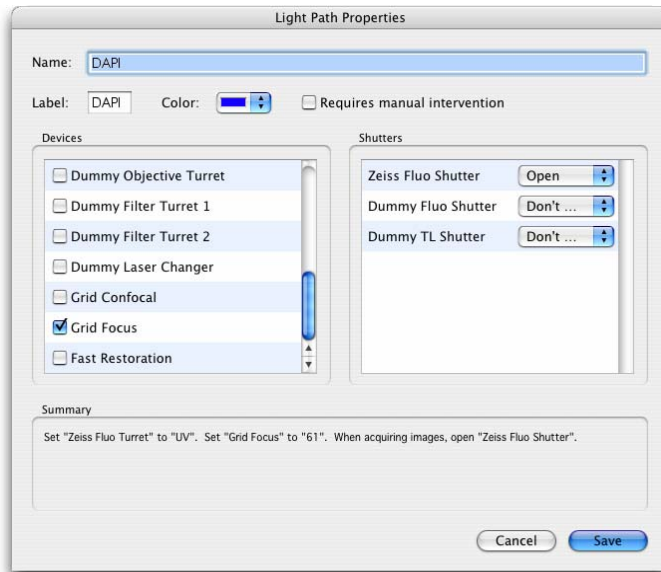 Light Path Properties
Name: DAPI
Label: DAPI Color: Requires manual intervention
Devices
Dummy Objective Turret
Dummy Filter Turret 1
Dummy Filter Turret 2
Dummy Laser Changer
Grid Confocal
Grid Focus
Fast Restoration
Shutters
Zeiss Fluo Shutter Open
Dummy Fluo Shutter Don't ...
Dummy TL Shutter Don't ...
Summary
Set "Zeiss Fluo Turret" to "UV". Set "Grid Focus" to "61". When acquiring images, open "Zeiss Fluo Shutter".
Cancel Save